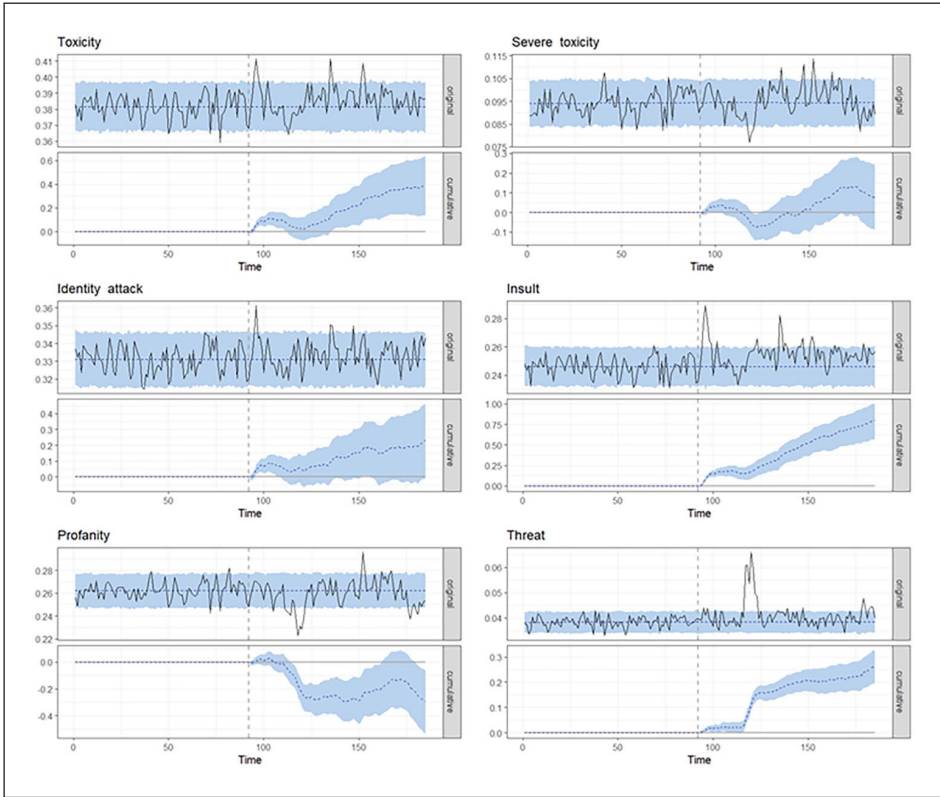 Toxicity
0.41
0.40
0.39
0.38
0.37
0.36
original
0.6
0.4
0.2
0.0
cumulative
0 50 100 150
Time
Severe toxicity
0.115
0.105
0.095
0.085
0.075
original
0.3
0.2
0.1
0.0
-0.1
cumulative
0 50 100 150
Time
Identity attack
0.36
0.35
0.34
0.33
0.32
original
0.4
0.3
0.2
0.1
0.0
cumulative
0 50 100 150
Time
Insult
0.28
0.26
0.24
original
1.00
0.75
0.50
0.25
0.00
cumulative
0 50 100 150
Time
Profanity
0.28
0.26
0.24
0.22
original
0.0
-0.2
-0.4
cumulative
0 50 100 150
Time
Threat
0.06
0.05
0.04
original
0.3
0.2
0.1
0.0
cumulative
0 50 100 150
Time